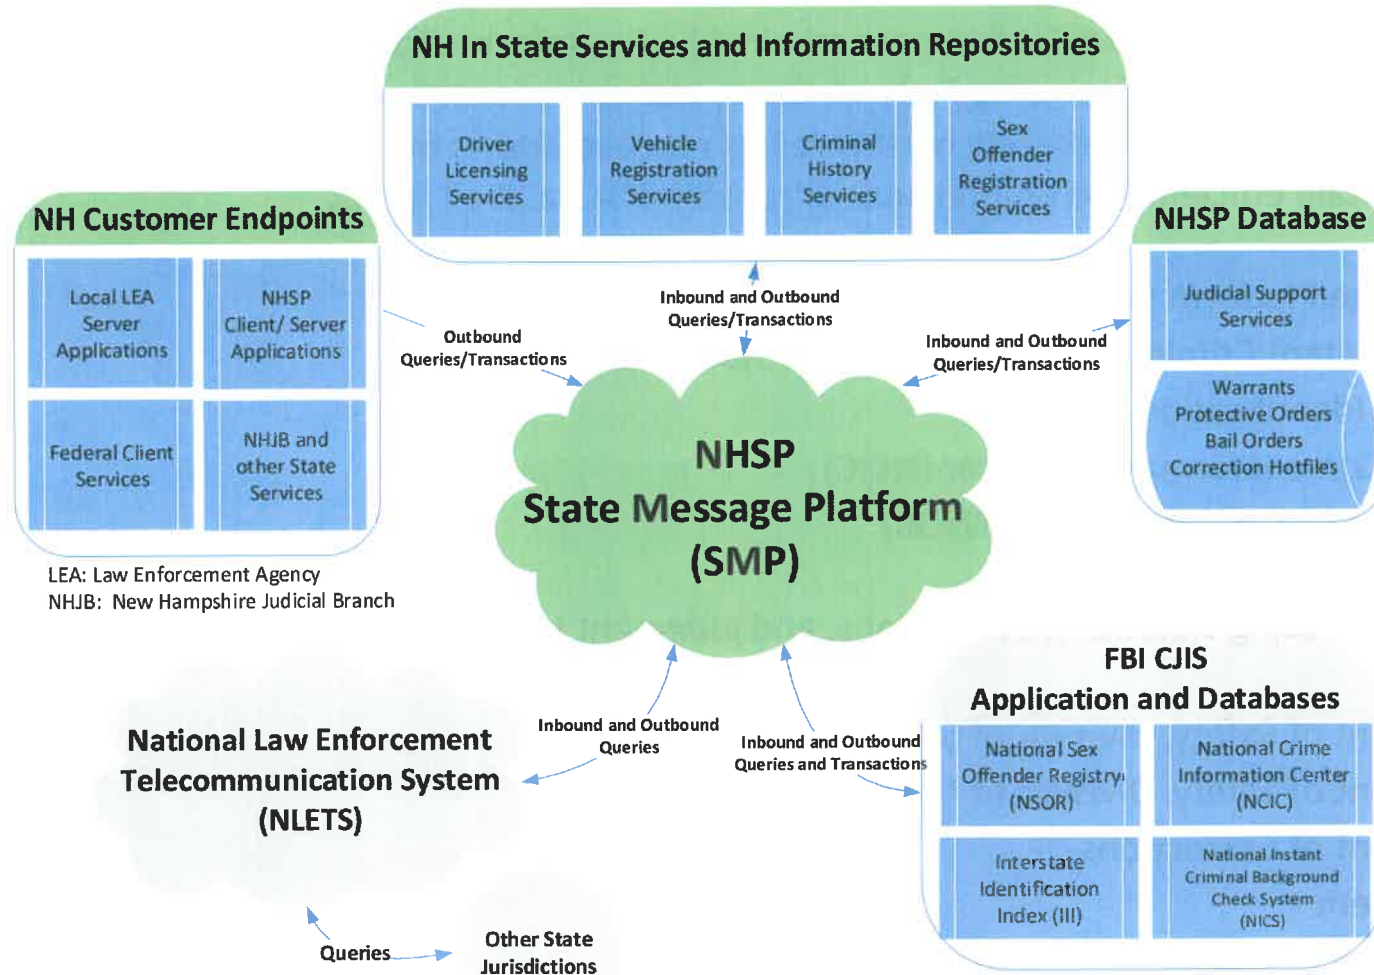 NH In State Services and Information Repositories
Driver
Licensing
Services
Vehicle
Registration
Services
Criminal
History
Services
Sex
Offender
Registration
Services
NH Customer Endpoints
Local LEA
Server
Applications
NHSP
Client/ Server
Applications
Federal Client
Services
NHJB and
other State
Services
LEA: Law Enforcement Agency
NHJB: New Hampshire Judicial Branch
NHSP Database
Judicial Support
Services
Warrants
Protective Orders
Bail Orders
Correction Hotfiles
Outbound
Queries/Transactions
Inbound and Outbound
Queries/Transactions
Inbound and Outbound
Queries/Transactions
NHSP
State Message Platform
(SMP)
Inbound and Outbound
Queries
Inbound and Outbound
Queries and Transactions
National Law Enforcement
Telecommunication System
(NLETS)
Queries
Other State
Jurisdictions
FBI CJIS
Application and Databases
National Sex
Offender Registry
(NSOR)
National Crime
Information Center
(NCIC)
Interstate
Identification
Index (III)
National Instant
Criminal Background
Check System
(NICS)